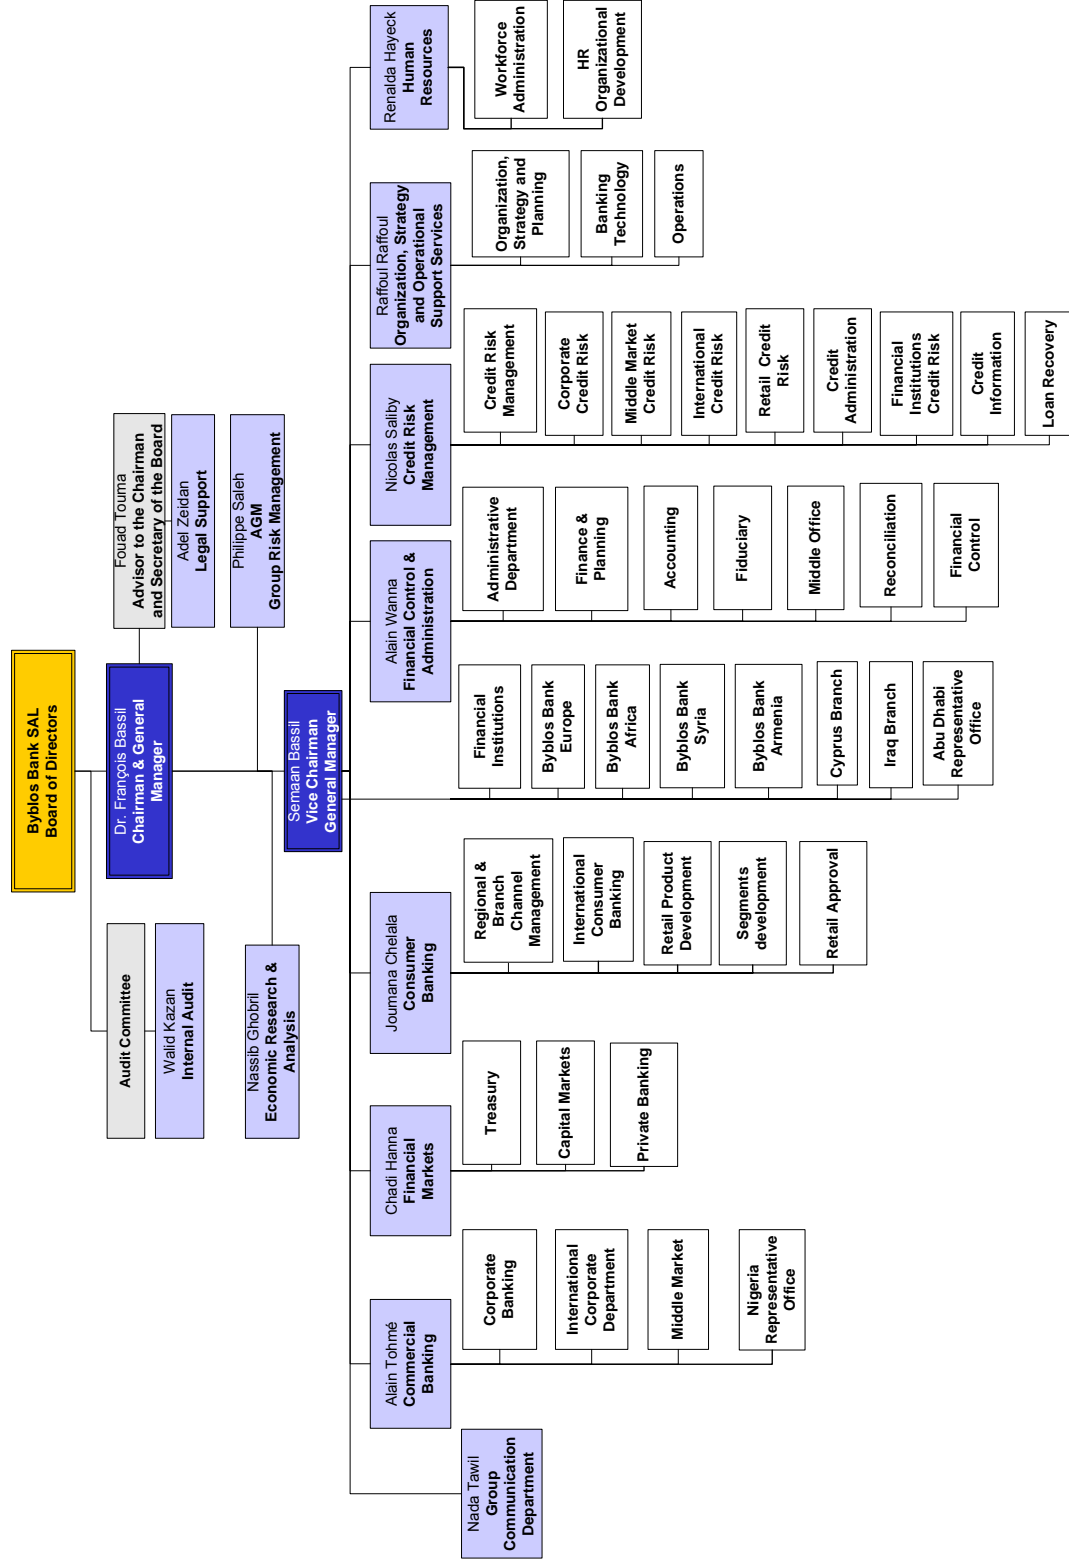 Byblos Bank SAL
Board of Directors
Dr. François Bassil
Chairman & General
Manager
Fouad Touma
Advisor to the Chairman
and Secretary of the Board
Adel Zeidan
Legal Support
Philippe Saleh
AGM
Group Risk Management
Audit Committee
Walid Kazan
Internal Audit
Nassib Ghobril
Economic Research &
Analysis
Semaan Bassil
Vice Chairman
General Manager
Nada Tawil
Group
Communication
Department
Alain Tohmé
Commercial
Banking
Corporate
Banking
International
Corporate
Department
Middle Market
Nigeria
Representative
Office
Chadi Hanna
Financial
Markets
Treasury
Capital Markets
Private Banking
Joumana Chelala
Consumer
Banking
Regional &
Branch
Channel
Management
International
Consumer
Banking
Retail Product
Development
Segments
development
Retail Approval
Financial
Institutions
Byblos Bank
Europe
Byblos Bank
Africa
Byblos Bank
Syria
Byblos Bank
Armenia
Cyprus Branch
Iraq Branch
Abu Dhabi
Representative
Office
Alain Wanna
Financial Control &
Administration
Administrative
Department
Finance &
Planning
Accounting
Fiduciary
Middle Office
Reconciliation
Financial
Control
Nicolas Saliby
Credit Risk
Management
Credit Risk
Management
Corporate
Credit Risk
Middle Market
Credit Risk
International
Credit Risk
Retail Credit
Risk
Credit
Administration
Financial
Institutions
Credit Risk
Credit
Information
Loan Recovery
Raffoul Raffoul
Organization, Strategy
and Operational
Support Services
Organization,
Strategy and
Planning
Banking
Technology
Operations
Renalda Hayeck
Human
Resources
Workforce
Administration
HR
Organizational
Development